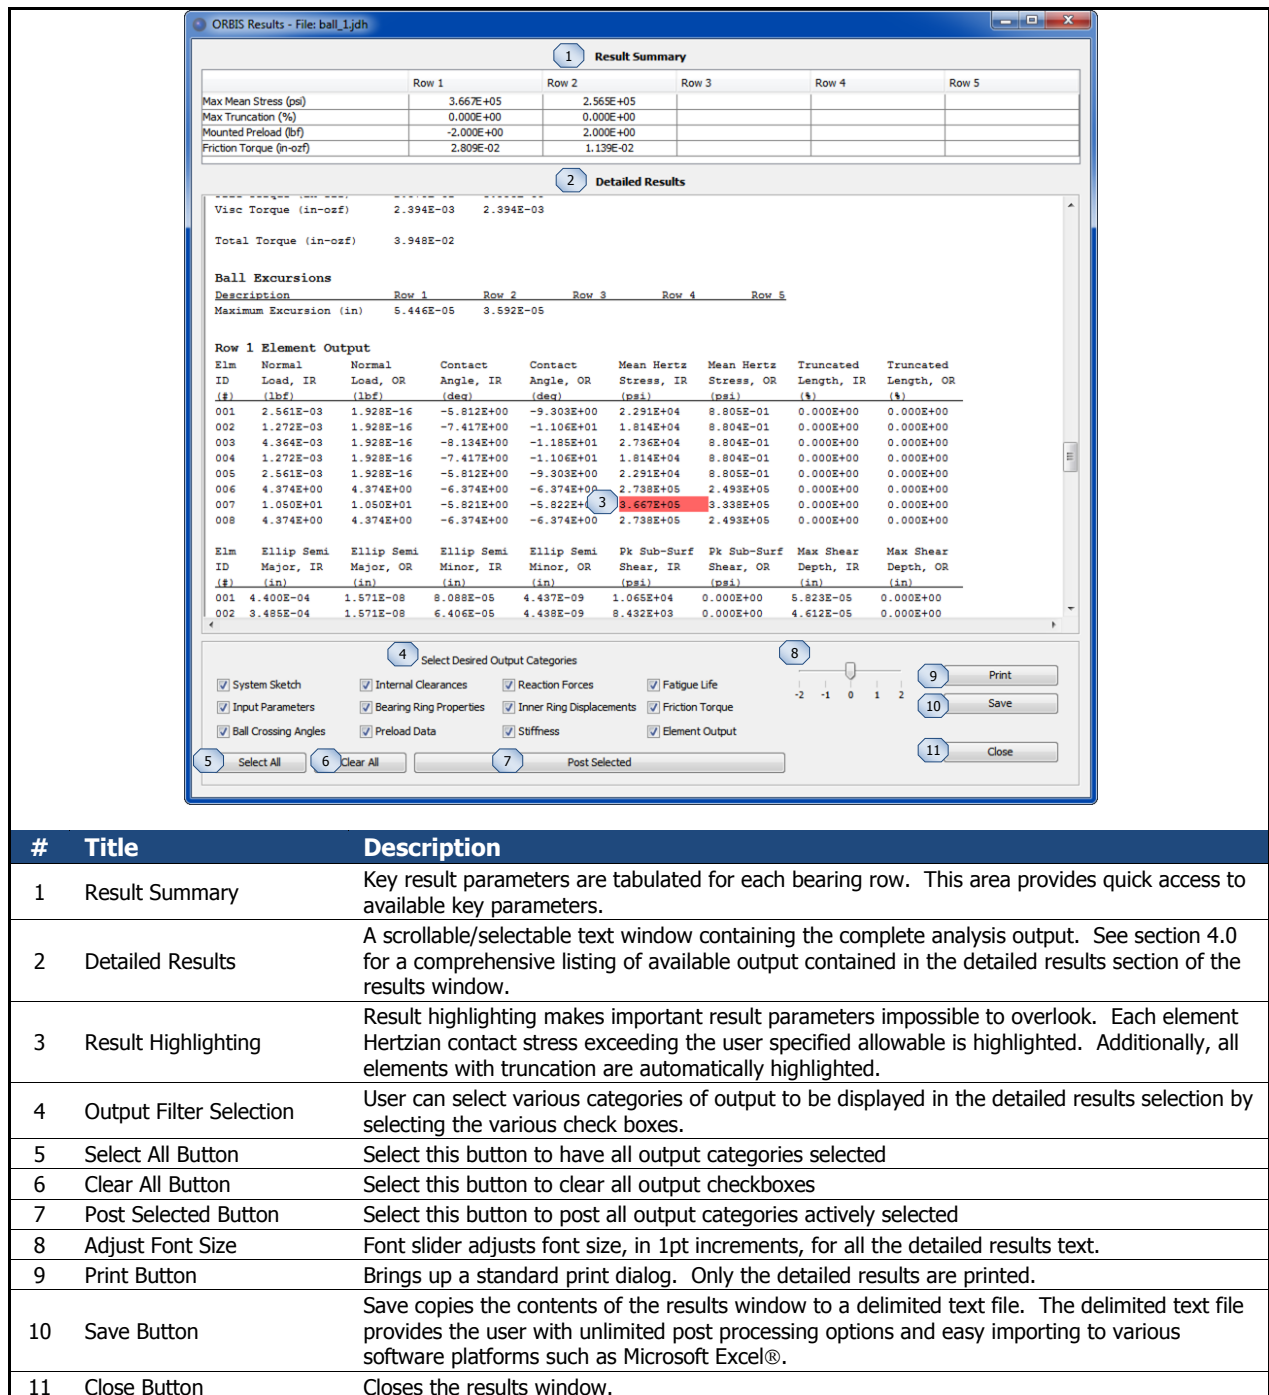 ORBIS Results - File: ball_1.jdh
1 Result Summary
Row 1 Row 2 Row 3 Row 4 Row 5
Max Mean Stress (psi) 3.667E+05 2.565E+05
Max Truncation (%) 0.000E+00 0.000E+00
Mounted Preload (lbf) -2.000E+00 2.000E+00
Friction Torque (in-ozf) 2.809E-02 1.139E-02
2 Detailed Results
Visc Torque (in-ozf) 2.394E-03 2.394E-03
Total Torque (in-ozf) 3.948E-02
Ball Excursions
Description Row 1 Row 2 Row 3 Row 4 Row 5
Maximum Excursion (in) 5.446E-05 3.592E-05
Row 1 Element Output
Elm Normal Normal Contact Contact Mean Hertz Mean Hertz Truncated Truncated
ID Load, IR Load, OR Angle, IR Angle, OR Stress, IR Stress, OR Length, IR Length, OR
(#) (lbf) (lbf) (deg) (deg) (psi) (psi) (%) (%)
001 2.561E-03 1.928E-16 -5.812E+00 -9.303E+00 2.291E+04 8.805E-01 0.000E+00 0.000E+00
002 1.272E-03 1.928E-16 -7.417E+00 -1.106E+01 1.814E+04 8.804E-01 0.000E+00 0.000E+00
003 4.364E-03 1.928E-16 -8.134E+00 -1.185E+01 2.736E+04 8.804E-01 0.000E+00 0.000E+00
004 1.272E-03 1.928E-16 -7.417E+00 -1.106E+01 1.814E+04 8.804E-01 0.000E+00 0.000E+00
005 2.561E-03 1.928E-16 -5.812E+00 -9.303E+00 2.291E+04 8.805E-01 0.000E+00 0.000E+00
006 4.374E+00 4.374E+00 -6.374E+00 -6.374E+00 2.738E+05 2.493E+05 0.000E+00 0.000E+00
007 1.050E+01 1.050E+01 -5.821E+00 -5.822E+ 3 3.667E+05 3.338E+05 0.000E+00 0.000E+00
008 4.374E+00 4.374E+00 -6.374E+00 -6.374E+00 2.738E+05 2.493E+05 0.000E+00 0.000E+00
Elm Ellip Semi Ellip Semi Ellip Semi Ellip Semi Pk Sub-Surf Pk Sub-Surf Max Shear Max Shear
ID Major, IR Major, OR Minor, IR Minor, OR Shear, IR Shear, OR Depth, IR Depth, OR
(#) (in) (in) (in) (in) (psi) (psi) (in) (in)
001 4.400E-04 1.571E-08 8.088E-05 4.437E-09 1.065E+04 0.000E+00 5.823E-05 0.000E+00
002 3.485E-04 1.571E-08 6.406E-05 4.438E-09 8.432E+03 0.000E+00 4.612E-05 0.000E+00
4 Select Desired Output Categories 8
System Sketch Internal Clearances Reaction Forces Fatigue Life
-2 -1 0 1 2
9 Print
Input Parameters Bearing Ring Properties Inner Ring Displacements Friction Torque
10 Save
Ball Crossing Angles Preload Data Stiffness Element Output
5 Select All 6 Clear All 7 Post Selected
11 Close
# Title Description
1 Result Summary Key result parameters are tabulated for each bearing row. This area provides quick access to
available key parameters.
2 Detailed Results A scrollable/selectable text window containing the complete analysis output. See section 4.0
for a comprehensive listing of available output contained in the detailed results section of the
results window.
3 Result Highlighting Result highlighting makes important result parameters impossible to overlook. Each element
Hertzian contact stress exceeding the user specified allowable is highlighted. Additionally, all
elements with truncation are automatically highlighted.
4 Output Filter Selection User can select various categories of output to be displayed in the detailed results selection by
selecting the various check boxes.
5 Select All Button Select this button to have all output categories selected
6 Clear All Button Select this button to clear all output checkboxes
7 Post Selected Button Select this button to post all output categories actively selected
8 Adjust Font Size Font slider adjusts font size, in 1pt increments, for all the detailed results text.
9 Print Button Brings up a standard print dialog. Only the detailed results are printed.
10 Save Button Save copies the contents of the results window to a delimited text file. The delimited text file
provides the user with unlimited post processing options and easy importing to various
software platforms such as Microsoft Excel®.
11 Close Button Closes the results window.